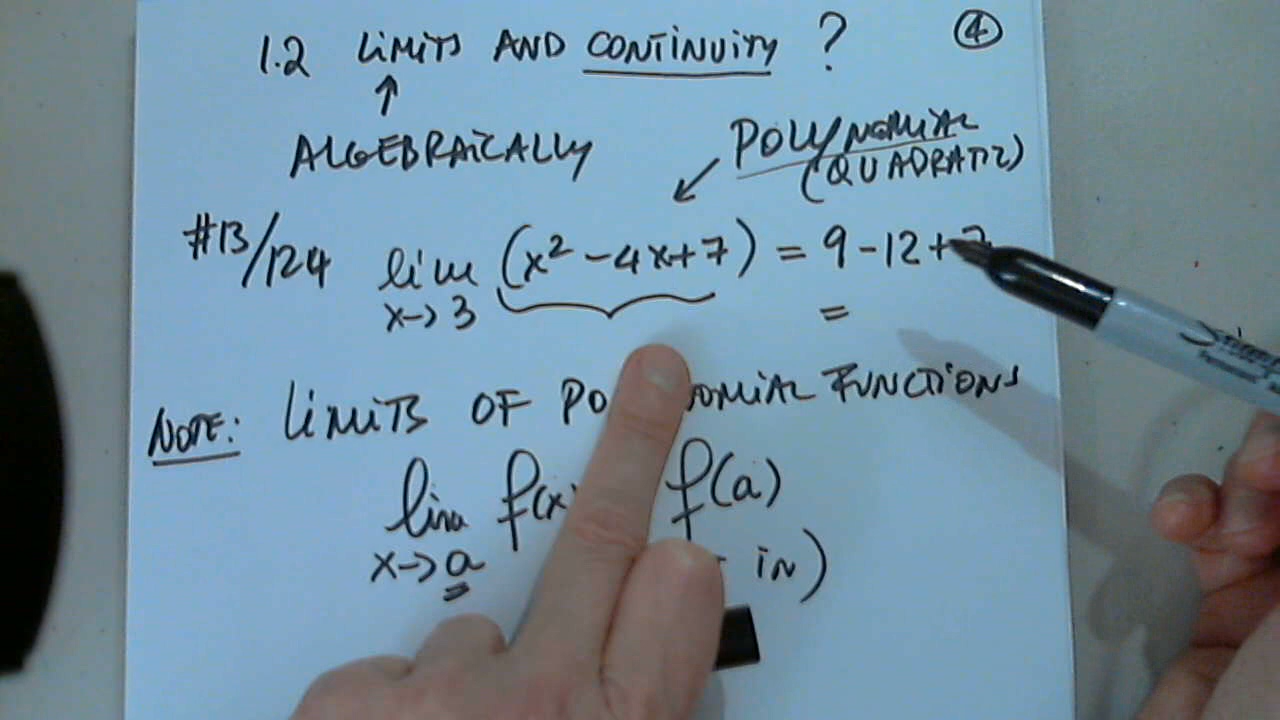 1.2 LIMITS AND CONTINUITY ? ④
↑
ALGEBRAICALLY
POLYNOMIAL
(QUADRATIC)
#13/124 lim (x² - 4x + 7) = 9 - 12 + 7
x→3 =
NOTE: LIMITS OF FUNCTIONS
lim f(x) f(a)
x→a in)